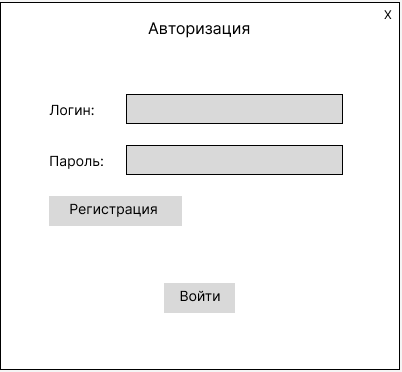 X
Авторизация
Логин:
Пароль:
Регистрация
Войти